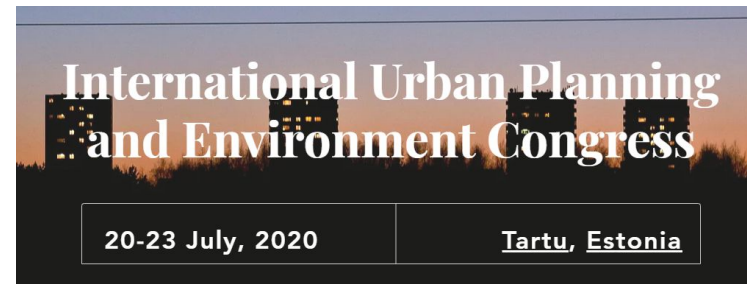 International Urban Planning
and Environment Congress
20-23 July, 2020
Tartu, Estonia